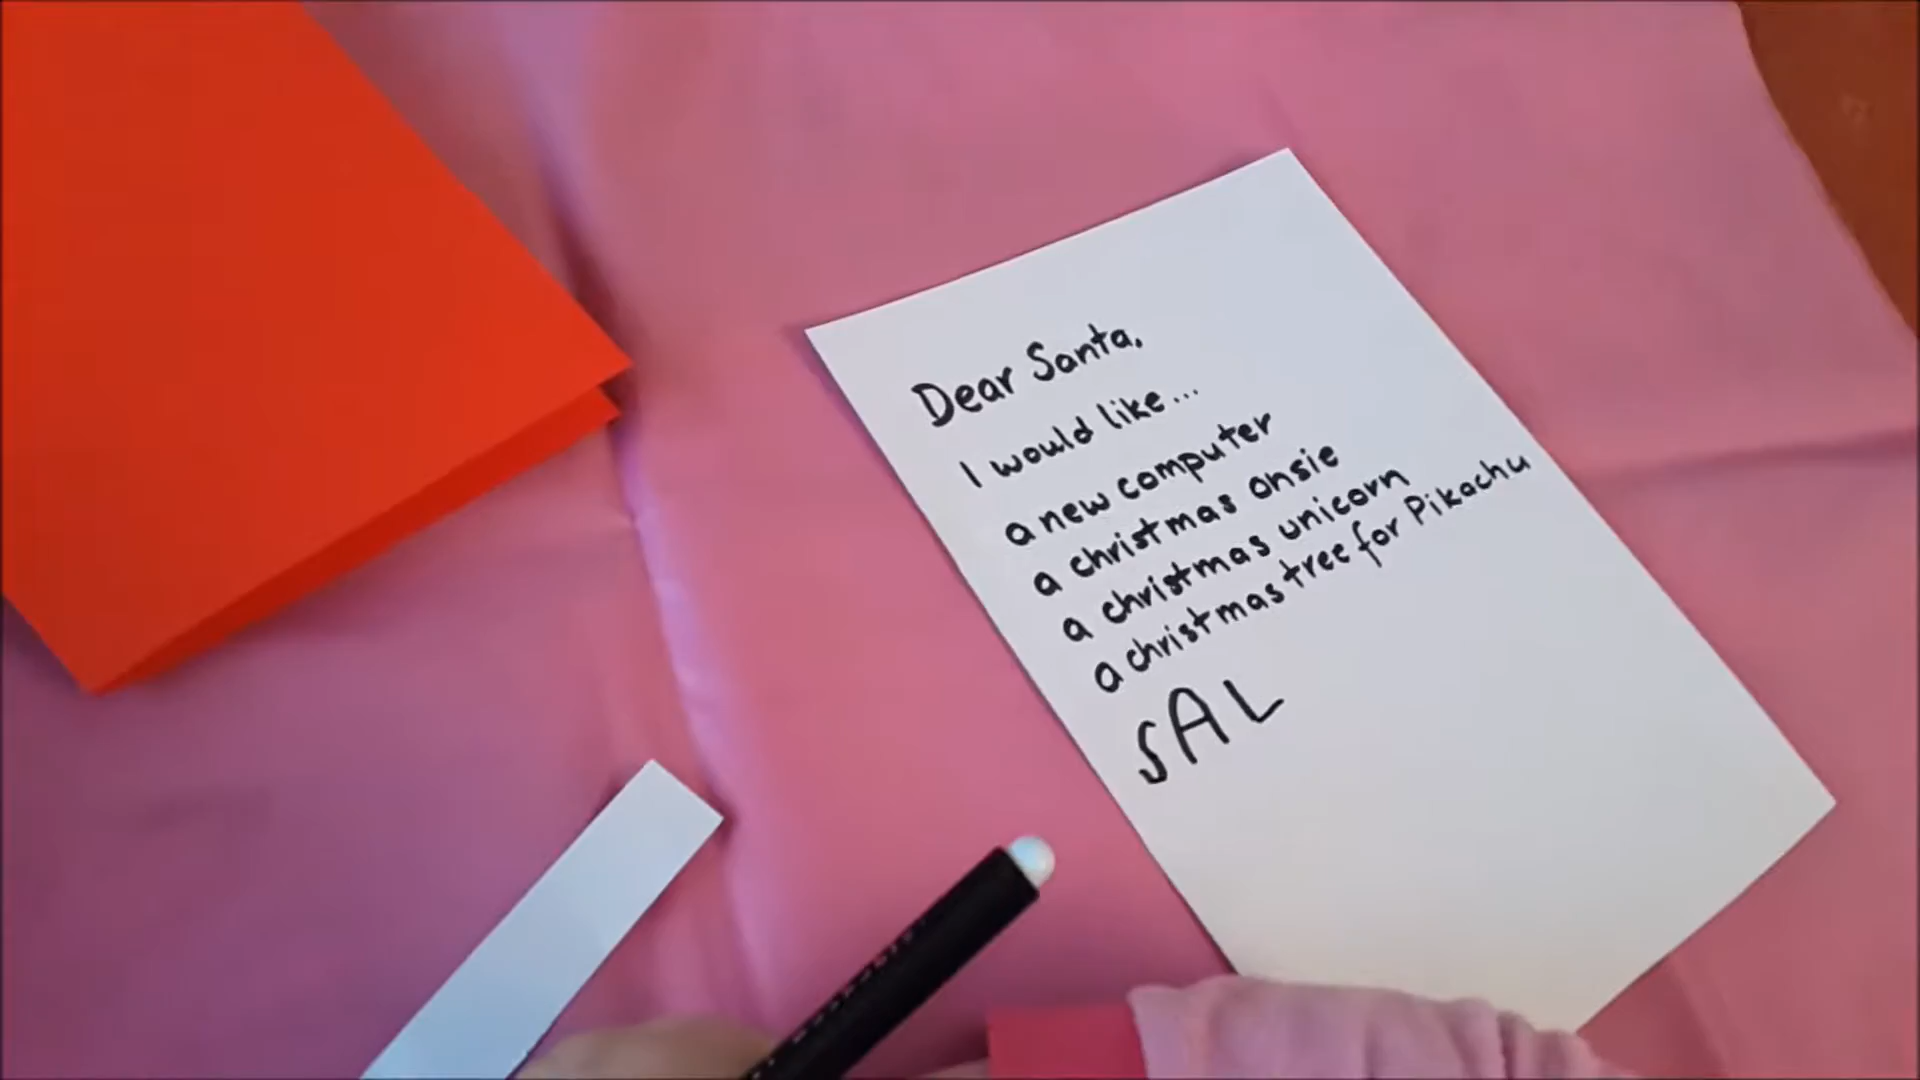 Dear Santa,
I would like...
a new computer
a christmas onsie
a christmas unicorn
a christmas tree for Pikachu
SAL